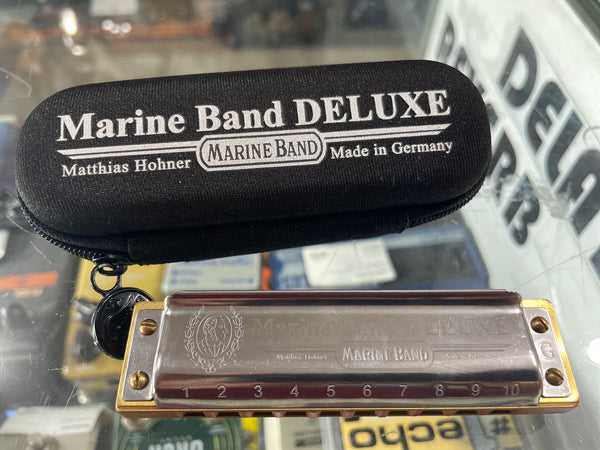 Marine Band DELUXE
Matthias Hohner MARINE BAND Made in Germany
Marine Band DELUXE
Matthias Hohner MARINE BAND
G
1 2 3 4 5 6 7 8 9 10
DELA
echo